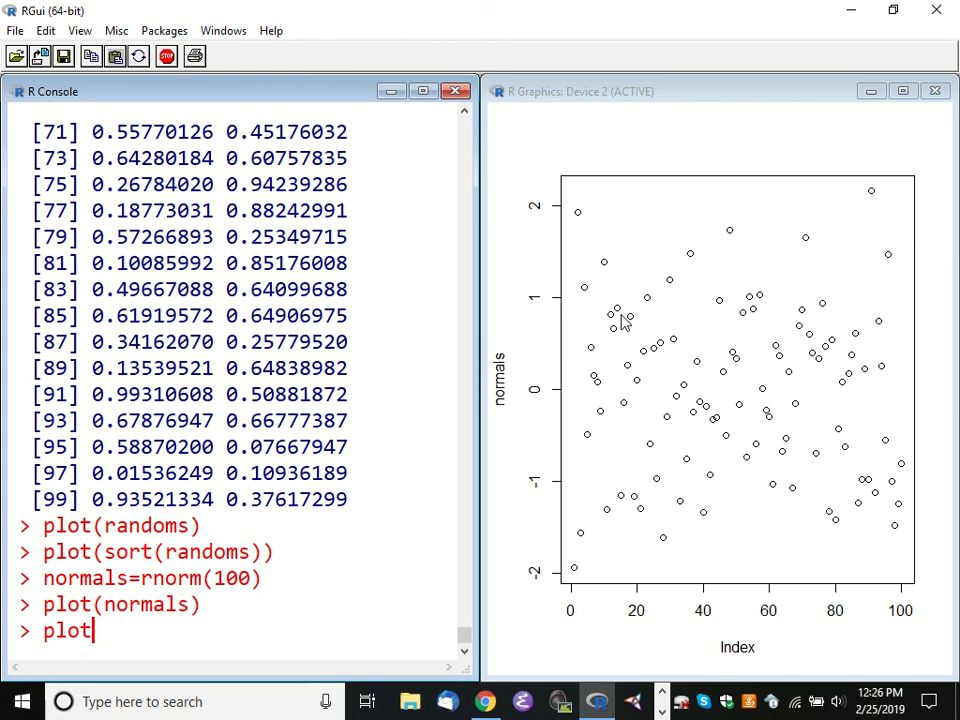 RGui (64-bit)
File Edit View Misc Packages Windows Help
STOP
R Console
[71] 0.55770126 0.45176032
[73] 0.64280184 0.60757835
[75] 0.26784020 0.94239286
[77] 0.18773031 0.88242991
[79] 0.57266893 0.25349715
[81] 0.10085992 0.85176008
[83] 0.49667088 0.64099688
[85] 0.61919572 0.64906975
[87] 0.34162070 0.25779520
[89] 0.13539521 0.64838982
[91] 0.99310608 0.50881872
[93] 0.67876947 0.66777387
[95] 0.58870200 0.07667947
[97] 0.01536249 0.10936189
[99] 0.93521334 0.37617299
> plot(randoms)
> plot(sort(randoms))
> normals=rnorm(100)
> plot(normals)
> plot
R Graphics: Device 2 (ACTIVE)
2
1
0
-1
-2
normals
0 20 40 60 80 100
Index
Type here to search
12:26 PM
2/25/2019